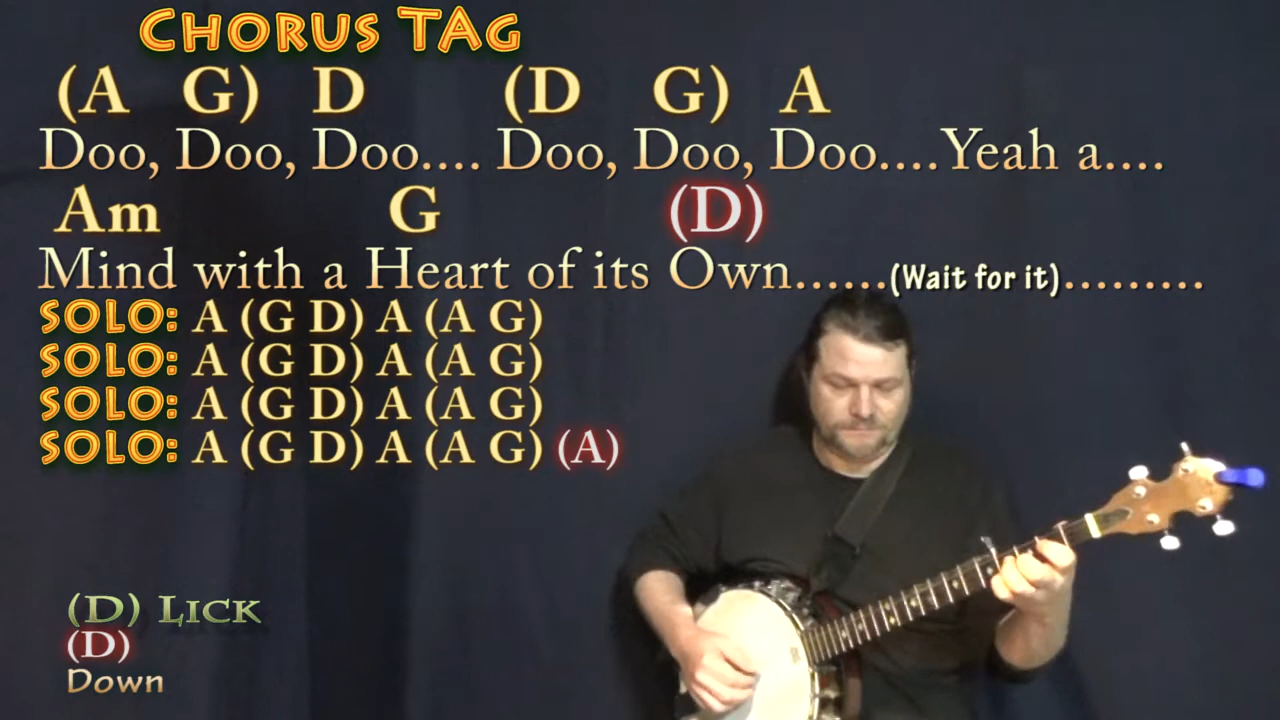 CHORUS TAG
(A G) D (D G) A
Doo, Doo, Doo.... Doo, Doo, Doo....Yeah a....
Am G (D)
Mind with a Heart of its Own......(Wait for it).........
SOLO: A (G D) A (A G)
SOLO: A (G D) A (A G)
SOLO: A (G D) A (A G)
SOLO: A (G D) A (A G) (A)
(D) LICK
(D)
Down